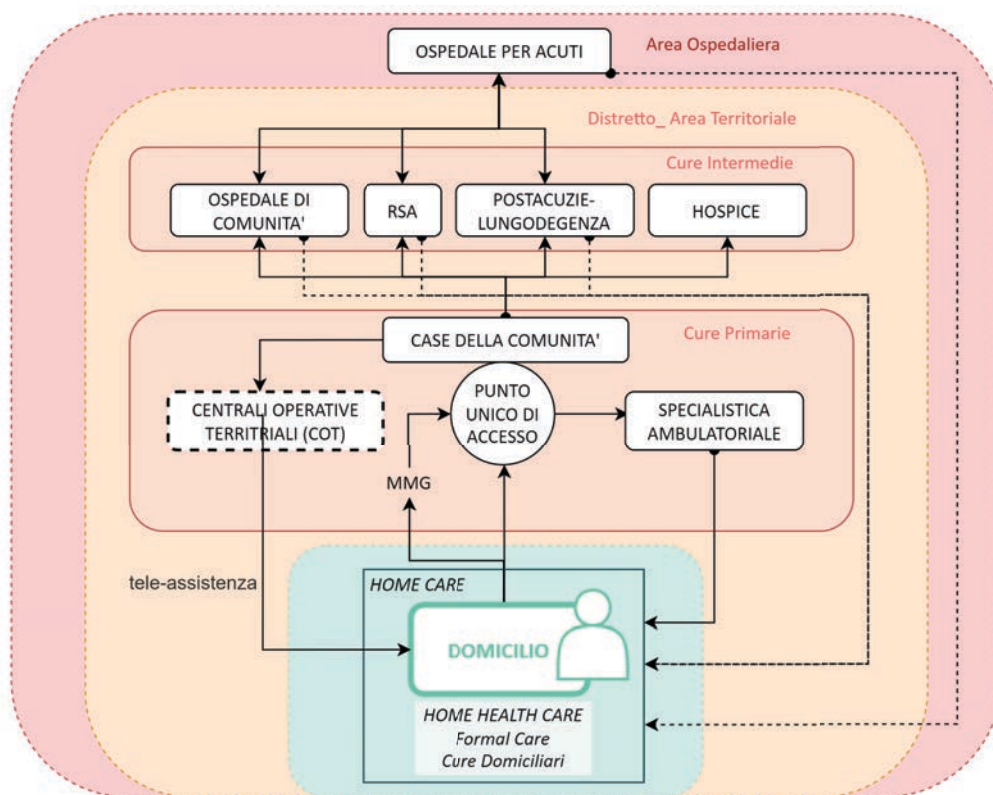 OSPEDALE PER ACUTI
Area Ospedaliera
Distretto_ Area Territoriale
Cure Intermedie
OSPEDALE DI
COMUNITA'
RSA
POSTACUZIE-
LUNGODEGENZA
HOSPICE
CASE DELLA COMUNITA'
Cure Primarie
CENTRALI OPERATIVE
TERRITRIALI (COT)
PUNTO
UNICO DI
ACCESSO
SPECIALISTICA
AMBULATORIALE
MMG
tele-assistenza
HOME CARE
DOMICILIO
HOME HEALTH CARE
Formal Care
Cure Domiciliari